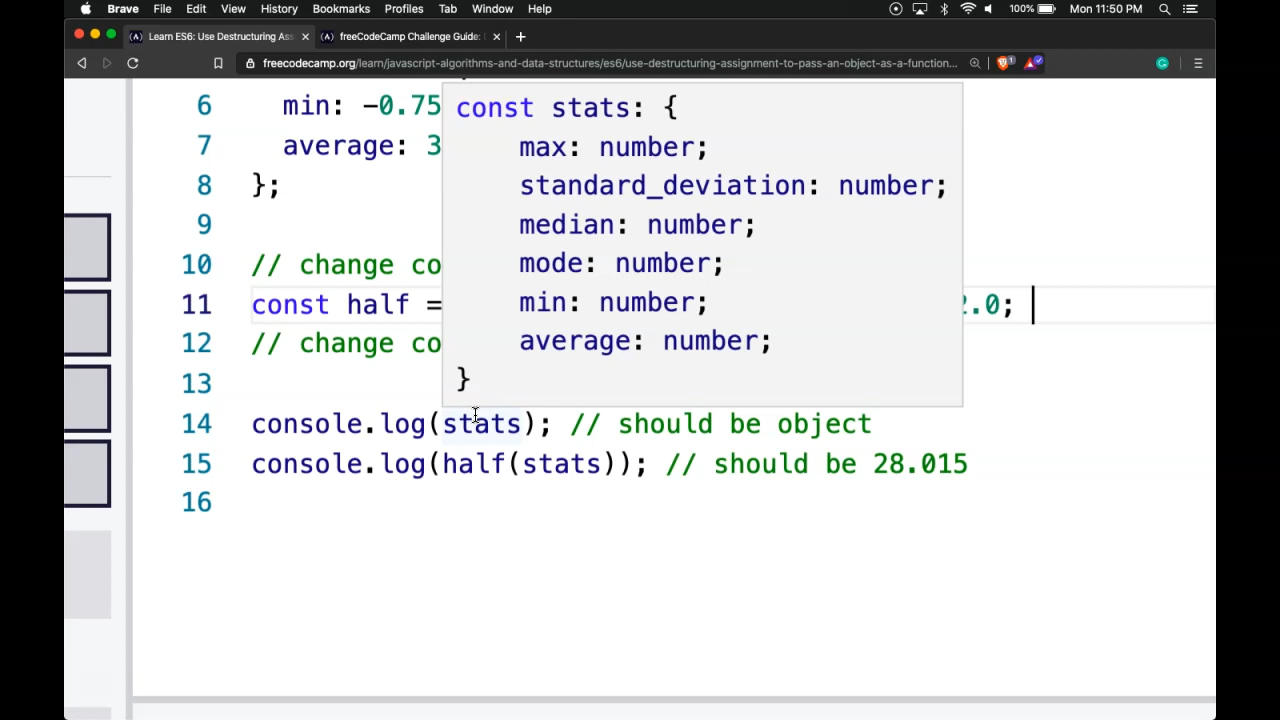 Brave File Edit View History Bookmarks Profiles Tab Window Help 100% Mon 11:50 PM
Learn ES6: Use Destructuring Ass freeCodeCamp Challenge Guide:
freecodecamp.org/learn/javascript-algorithms-and-data-structures/es6/use-destructuring-assignment-to-pass-an-object-as-a-function...
6 min: -0.75
7 average: 3
8 };
9
10 // change co
11 const half = 2.0;
12 // change co
13
14 console.log(stats); // should be object
15 console.log(half(stats)); // should be 28.015
16
const stats: {
max: number;
standard_deviation: number;
median: number;
mode: number;
min: number;
average: number;
}